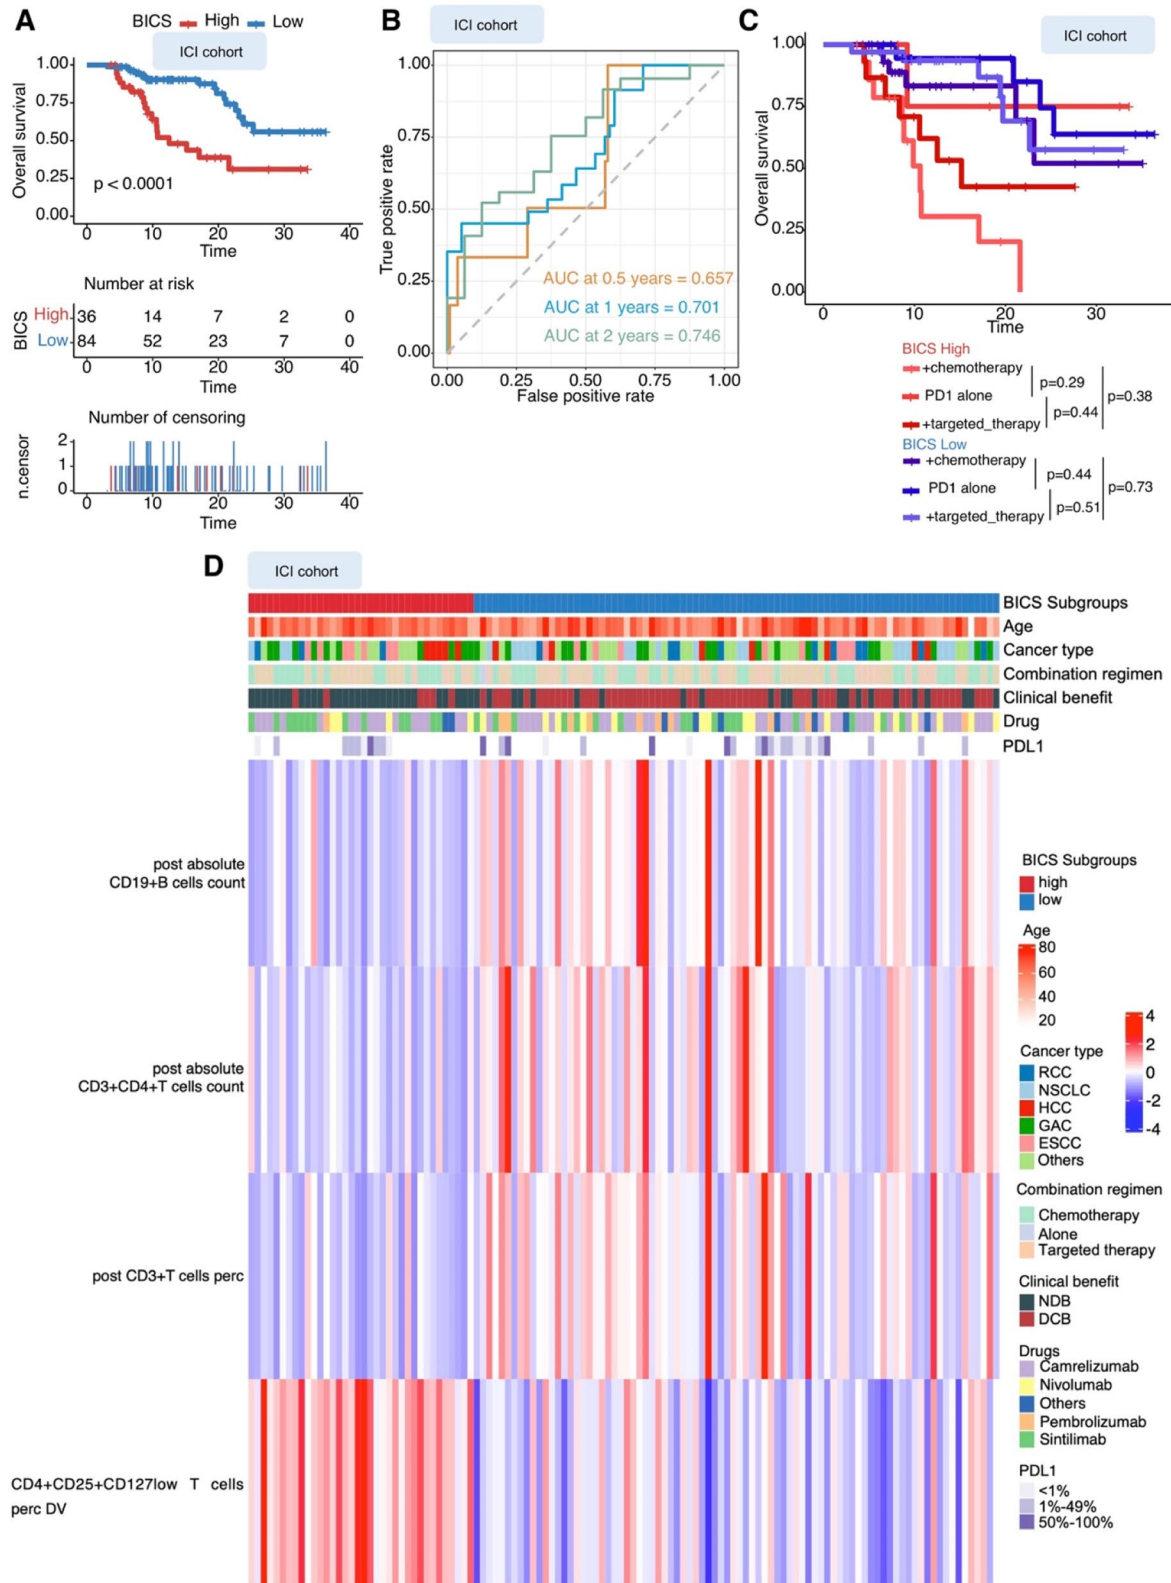 A
BICS High Low
ICI cohort
Overall survival
1.00
0.75
0.50
0.25
0.00
p < 0.0001
0 10 20 30 40
Time
Number at risk
BICS
High 36 14 7 2 0
Low 84 52 23 7 0
0 10 20 30 40
Time
Number of censoring
n.censor
2
1
0
0 10 20 30 40
Time
B
ICI cohort
True positive rate
1.00
0.75
0.50
0.25
0.00
AUC at 0.5 years = 0.657
AUC at 1 years = 0.701
AUC at 2 years = 0.746
0.00 0.25 0.50 0.75 1.00
False positive rate
C
ICI cohort
Overall survival
1.00
0.75
0.50
0.25
0.00
0 10 20 30
Time
BICS High
+chemotherapy
PD1 alone
+targeted_therapy
p=0.29
p=0.44
p=0.38
BICS Low
+chemotherapy
PD1 alone
+targeted_therapy
p=0.44
p=0.51
p=0.73
D
ICI cohort
BICS Subgroups
Age
Cancer type
Combination regimen
Clinical benefit
Drug
PDL1
post absolute
CD19+B cells count
post absolute
CD3+CD4+T cells count
post CD3+T cells perc
CD4+CD25+CD127low T cells
perc DV
BICS Subgroups
high
low
Age
80
60
40
20
4
2
0
-2
-4
Cancer type
RCC
NSCLC
HCC
GAC
ESCC
Others
Combination regimen
Chemotherapy
Alone
Targeted therapy
Clinical benefit
NDB
DCB
Drugs
Camrelizumab
Nivolumab
Others
Pembrolizumab
Sintilimab
PDL1
<1%
1%-49%
50%-100%